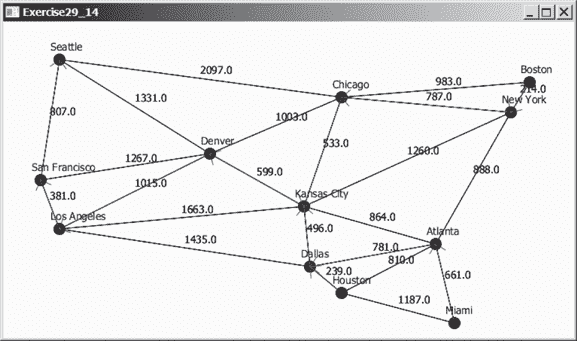 Exercise29_14
Seattle
Boston
2097.0
983.0
Chicago
214.0
1331.0
787.0
New York
807.0
1003.0
Denver
533.0
1267.0
1260.0
San Francisco
599.0
888.0
1015.0
381.0
Kansas City
1663.0
Los Angeles
864.0
496.0
Atlanta
1435.0
781.0
Dallas
810.0
239.0
661.0
Houston
1187.0
Miami